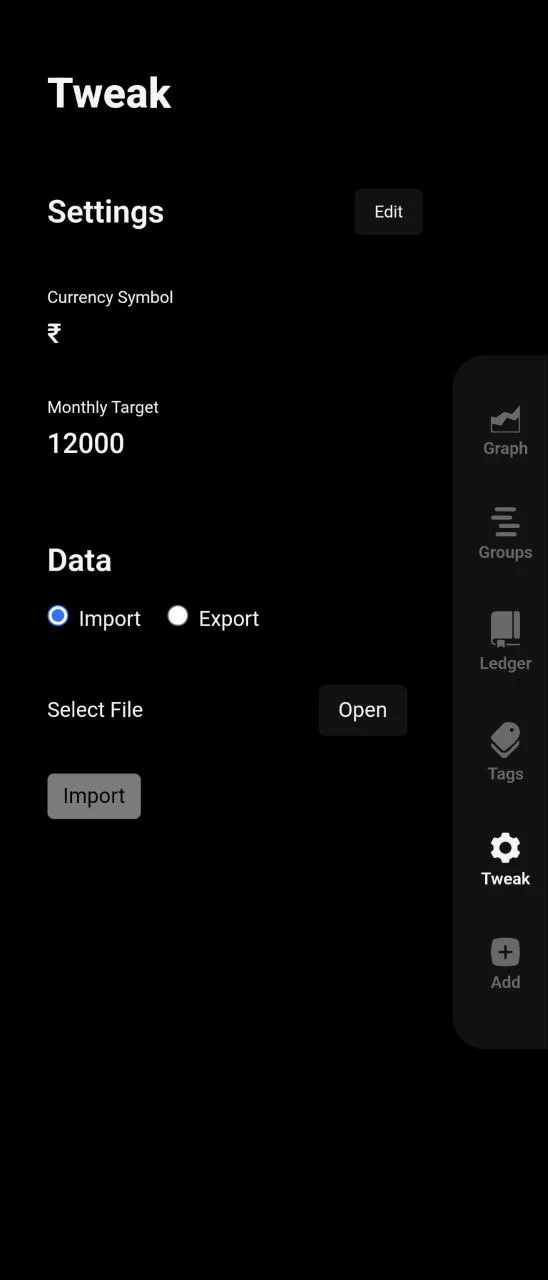 Tweak
Settings
Edit
Currency Symbol
₹
Monthly Target
12000
Data
Import
Export
Select File
Open
Import
Graph
Groups
Ledger
Tags
Tweak
Add